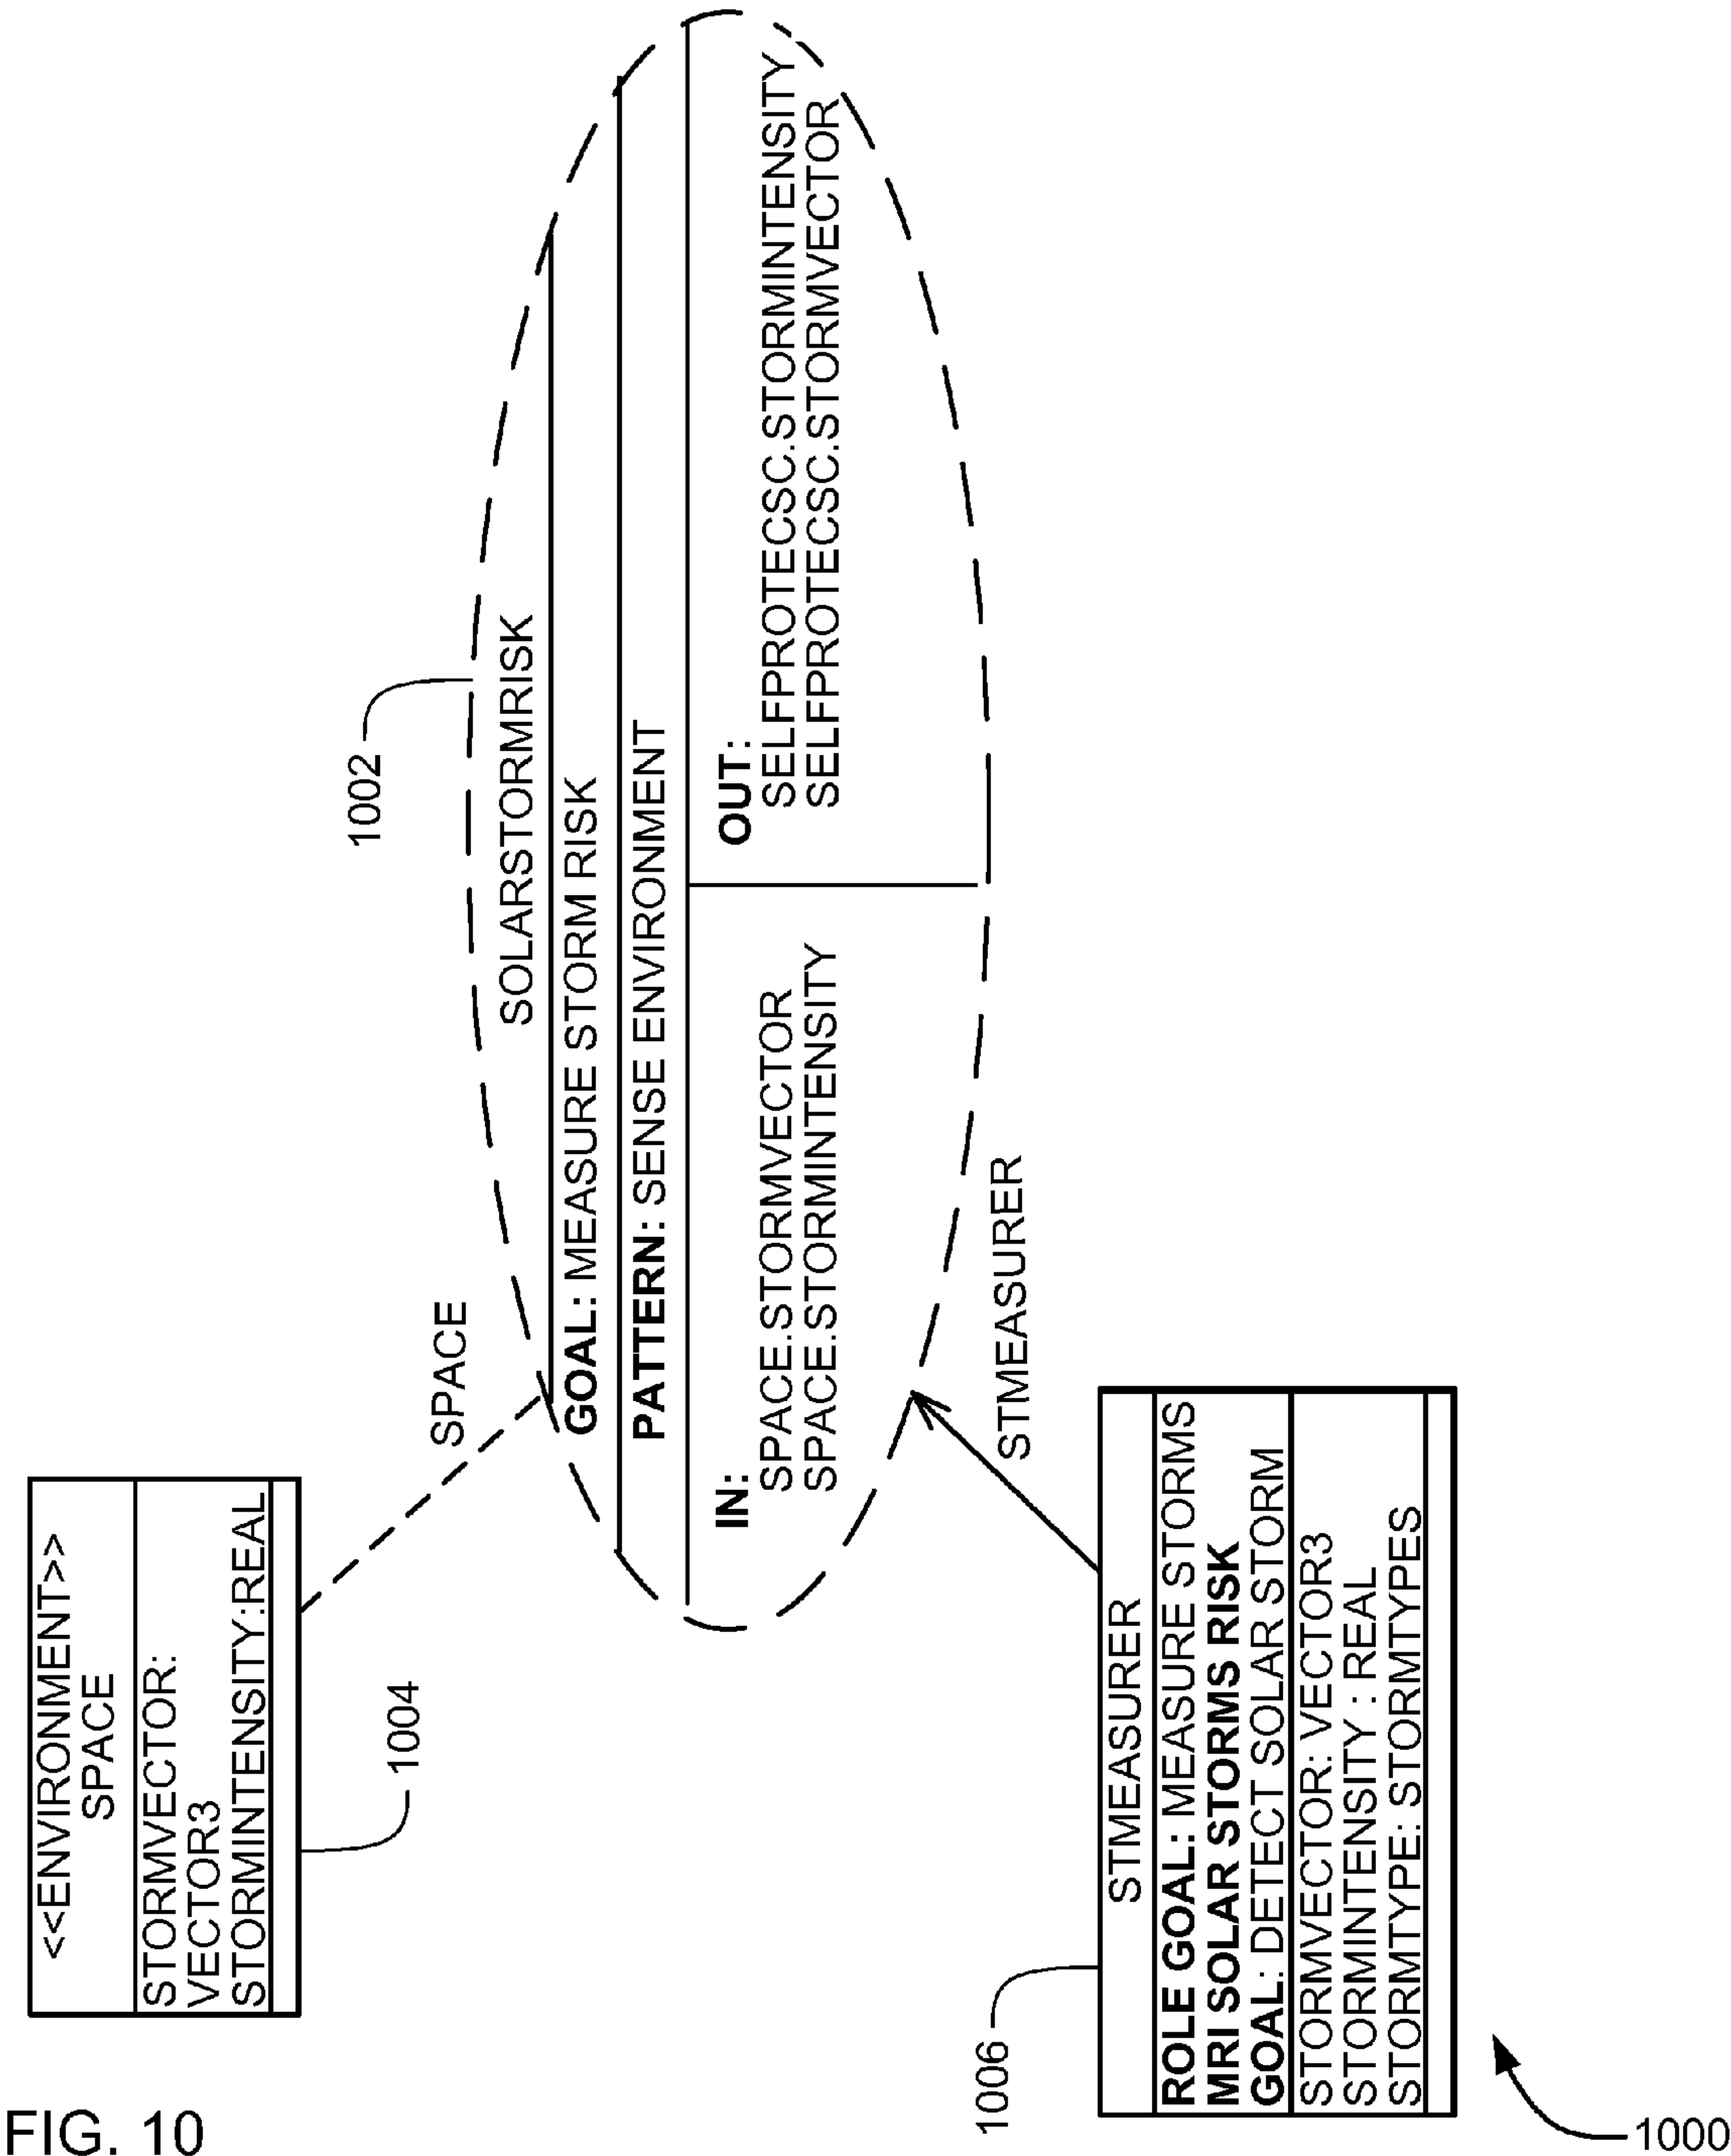 <<ENVIRONMENT>>
SPACE
STORMVECTOR:
VECTOR3
STORMINTENSITY:REAL
1004
SPACE
1002
SOLARSTORMRISK
GOAL: MEASURE STORM RISK
PATTERN: SENSE ENVIRONMENT
IN:
SPACE.STORMVECTOR
SPACE.STORMINTENSITY
OUT:
SELFPROTECSC.STORMINTENSITY
SELFPROTECSC.STORMVECTOR
STMEASURER
1006
STMEASURER
ROLE GOAL: MEASURE STORMS
MRI SOLAR STORMS RISK
GOAL: DETECT SOLAR STORM
STORMVECTOR: VECTOR3
STORMINTENSITY : REAL
STORMTYPE: STORMTYPES
1000
FIG. 10